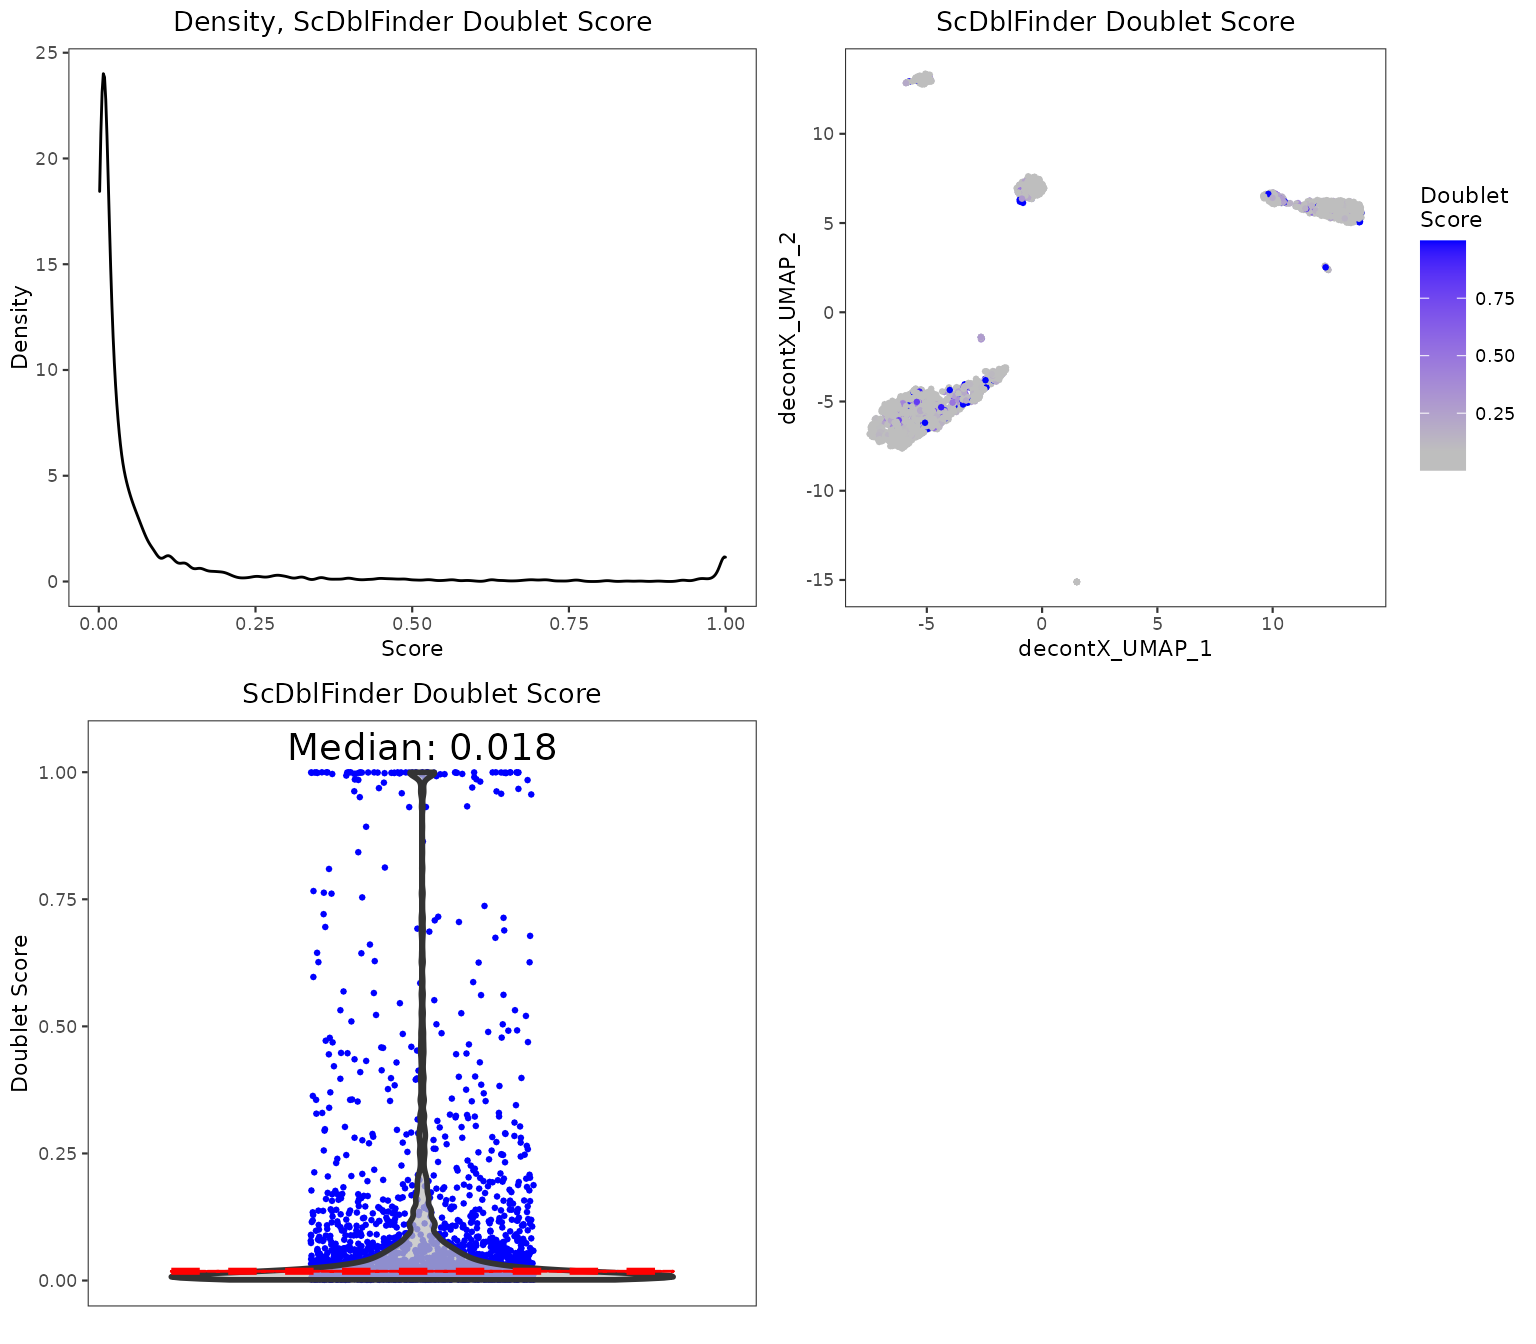 Density, ScDblFinder Doublet Score
25
20
15
10
5
0
Density
0.00 0.25 0.50 0.75 1.00
Score
ScDblFinder Doublet Score
10
5
0
-5
-10
-15
decontX_UMAP_2
-5 0 5 10
decontX_UMAP_1
Doublet
Score
0.75
0.50
0.25
ScDblFinder Doublet Score
Median: 0.018
1.00
0.75
0.50
0.25
0.00
Doublet Score